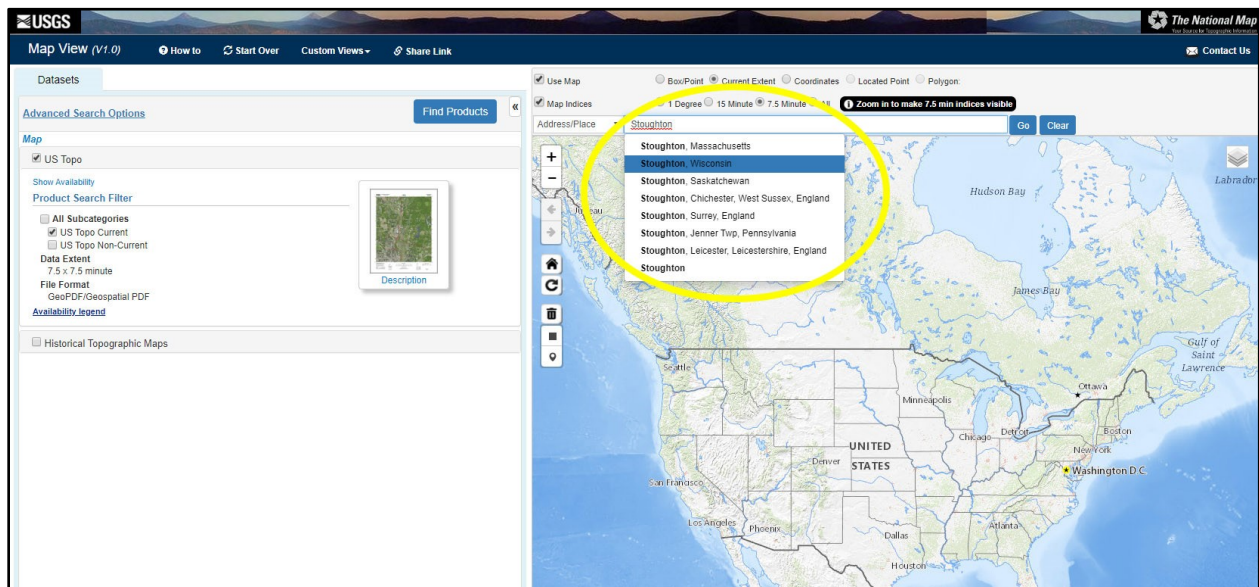 USGS
The National Map
Your Source for Topographic Information
Map View (V1.0)
How to
Start Over
Custom Views
Share Link
Contact Us
Datasets
Advanced Search Options
Find Products
«
Map
US Topo
Show Availability
Product Search Filter
All Subcategories
US Topo Current
US Topo Non-Current
Data Extent
7.5 x 7.5 minute
File Format
GeoPDF/Geospatial PDF
Availability legend
Description
Historical Topographic Maps
Use Map Box/Point Current Extent Coordinates Located Point Polygon:
Map Indices 1 Degree 15 Minute 7.5 Minute All Zoom in to make 7.5 min indices visible
Address/Place Stoughton Go Clear
Stoughton, Massachusetts
Stoughton, Wisconsin
Stoughton, Saskatchewan
Stoughton, Chichester, West Sussex, England
Stoughton, Surrey, England
Stoughton, Jenner Twp, Pennsylvania
Stoughton, Leicester, Leicestershire, England
Stoughton
+
−
Juneau
Hudson Bay
Labrador
James Bay
Gulf of
Saint
Lawrence
Seattle
Ottawa
Minneapolis
Detroit
Boston
Chicago
New York
UNITED
STATES
Denver
Washington D.C.
San Francisco
Los Angeles
Phoenix
Atlanta
Dallas
Houston